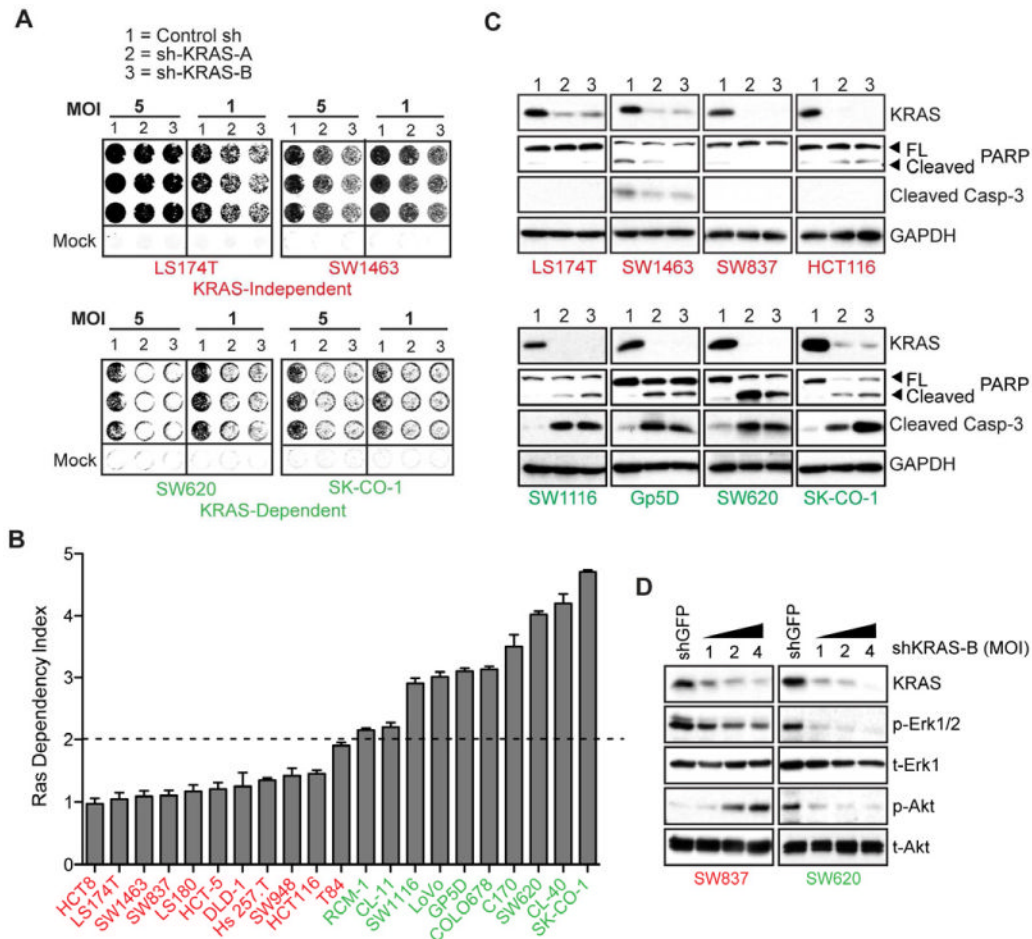 A
1 = Control sh
2 = sh-KRAS-A
3 = sh-KRAS-B
MOI 5 1 5 1
1 2 3 1 2 3 1 2 3 1 2 3
Mock
LS174T SW1463
KRAS-Independent
MOI 5 1 5 1
1 2 3 1 2 3 1 2 3 1 2 3
Mock
SW620 SK-CO-1
KRAS-Dependent
B
Ras Dependency Index
5
4
3
2
1
0
HCT8
LS174T
SW1463
SW837
LS180
HCT-5
DLD-1
Hs 257.T
SW948
HCT116
T84
RCM-1
CL-11
SW1116
LoVo
GP5D
COLO678
C170
SW620
CL-40
SK-CO-1
C
1 2 3 1 2 3 1 2 3 1 2 3
KRAS
FL
Cleaved
PARP
Cleaved Casp-3
GAPDH
LS174T SW1463 SW837 HCT116
1 2 3 1 2 3 1 2 3 1 2 3
KRAS
FL
Cleaved
PARP
Cleaved Casp-3
GAPDH
SW1116 Gp5D SW620 SK-CO-1
D
shGFP 1 2 4 shGFP 1 2 4 shKRAS-B (MOI)
KRAS
p-Erk1/2
t-Erk1
p-Akt
t-Akt
SW837 SW620